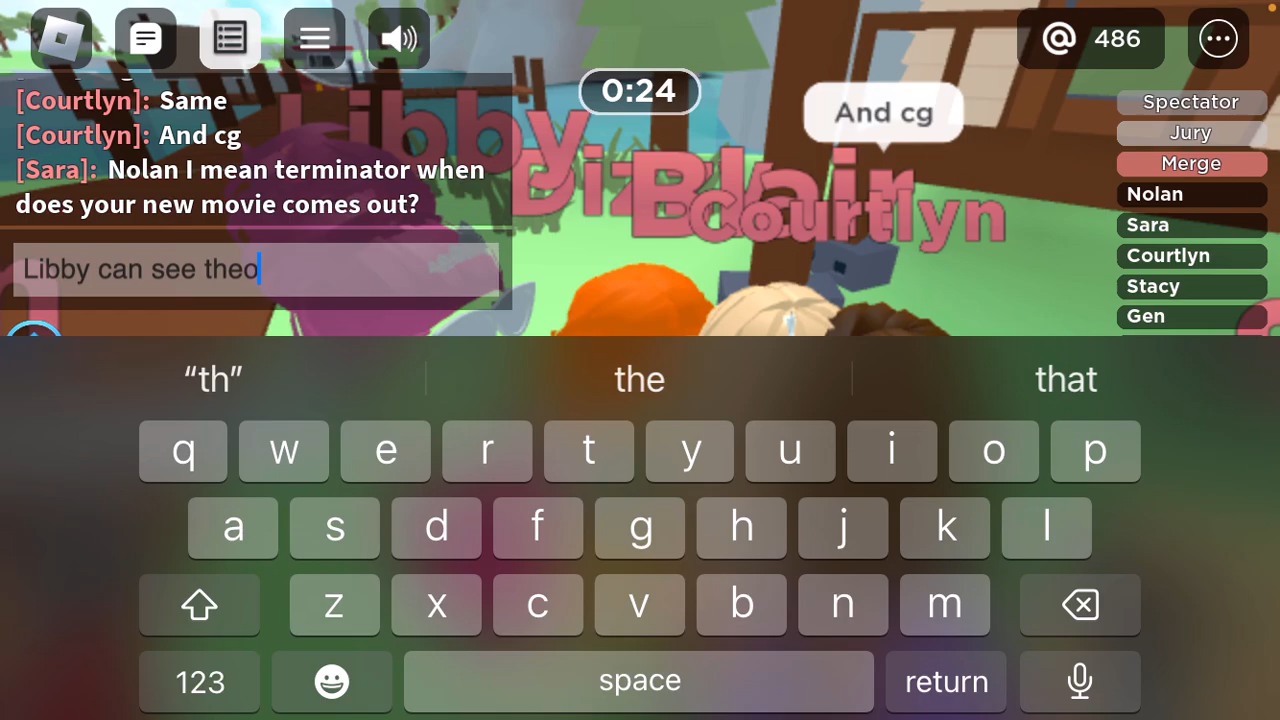 486
0:24
And cg
[Courtlyn]: Same
[Courtlyn]: And cg
[Sara]: Nolan I mean terminator when
does your new movie comes out?
Libby can see theo
Libby
Blair
Courtlyn
Spectator
Jury
Merge
Nolan
Sara
Courtlyn
Stacy
Gen
“th” the that
q w e r t y u i o p
a s d f g h j k l
z x c v b n m
123 space return